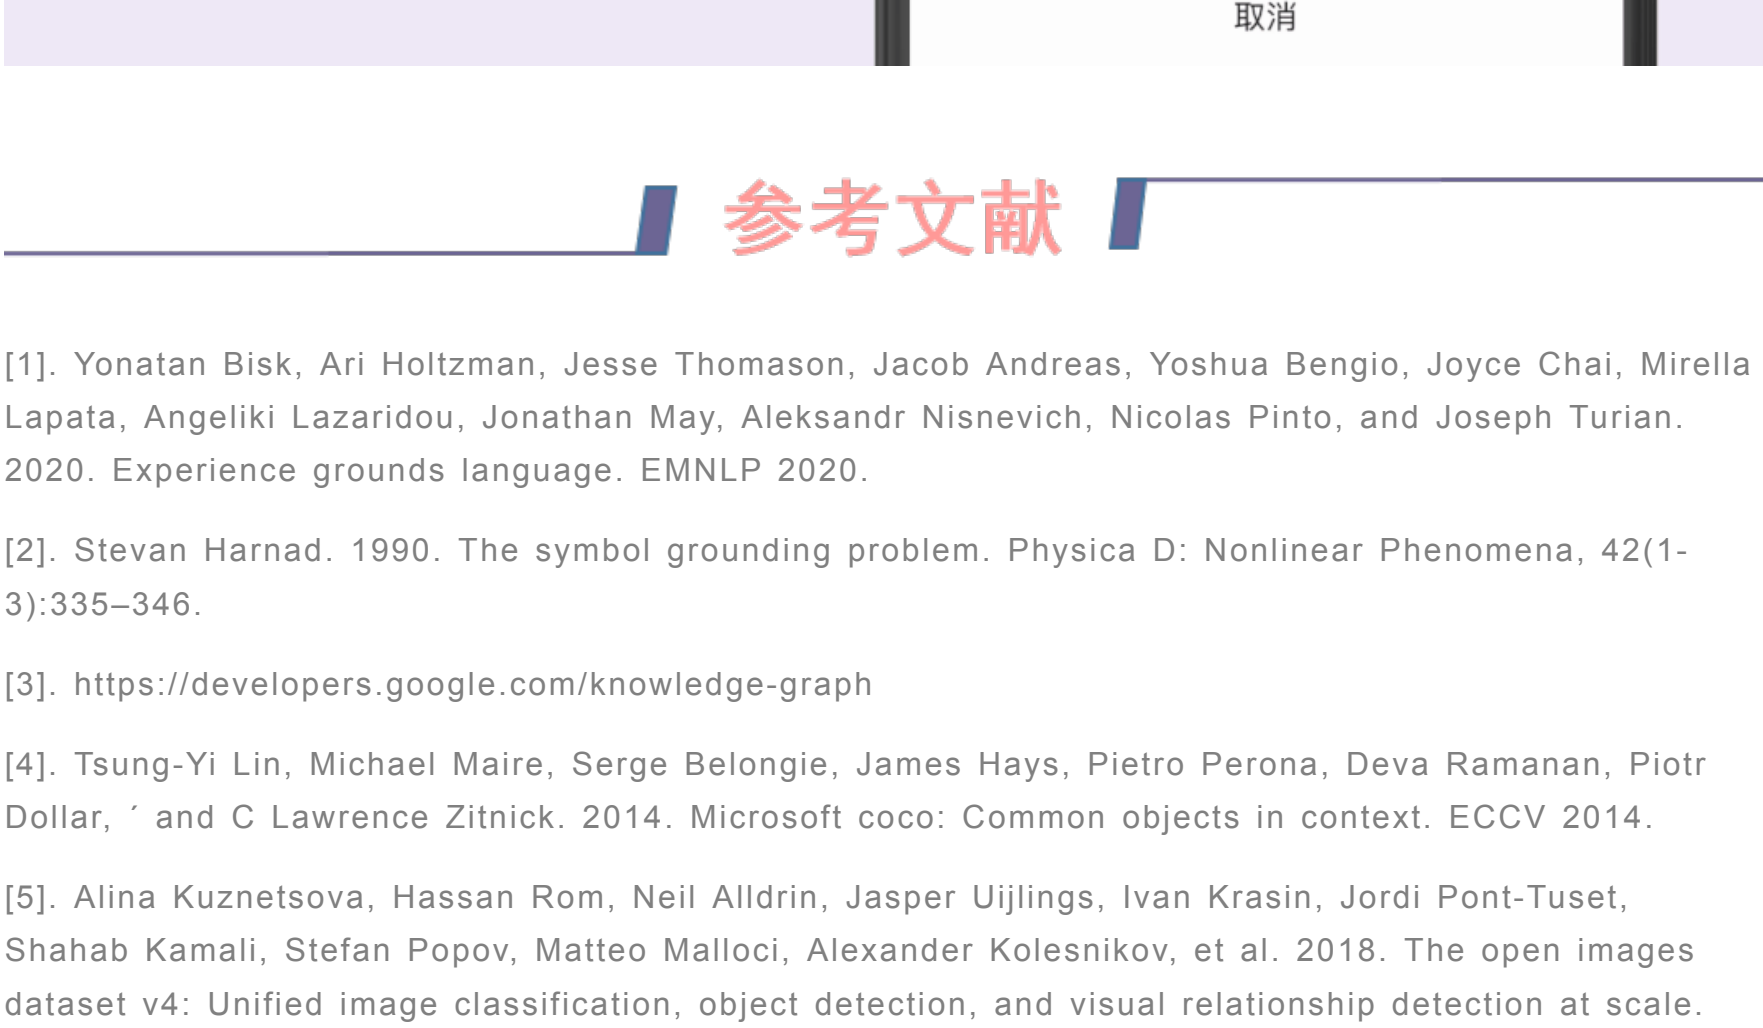 取消
参考文献
[1]. Yonatan Bisk, Ari Holtzman, Jesse Thomason, Jacob Andreas, Yoshua Bengio, Joyce Chai, Mirella
Lapata, Angeliki Lazaridou, Jonathan May, Aleksandr Nisnevich, Nicolas Pinto, and Joseph Turian.
2020. Experience grounds language. EMNLP 2020.
[2]. Stevan Harnad. 1990. The symbol grounding problem. Physica D: Nonlinear Phenomena, 42(1-
3):335–346.
[3]. https://developers.google.com/knowledge-graph
[4]. Tsung-Yi Lin, Michael Maire, Serge Belongie, James Hays, Pietro Perona, Deva Ramanan, Piotr
Dollar, ´ and C Lawrence Zitnick. 2014. Microsoft coco: Common objects in context. ECCV 2014.
[5]. Alina Kuznetsova, Hassan Rom, Neil Alldrin, Jasper Uijlings, Ivan Krasin, Jordi Pont-Tuset,
Shahab Kamali, Stefan Popov, Matteo Malloci, Alexander Kolesnikov, et al. 2018. The open images
dataset v4: Unified image classification, object detection, and visual relationship detection at scale.